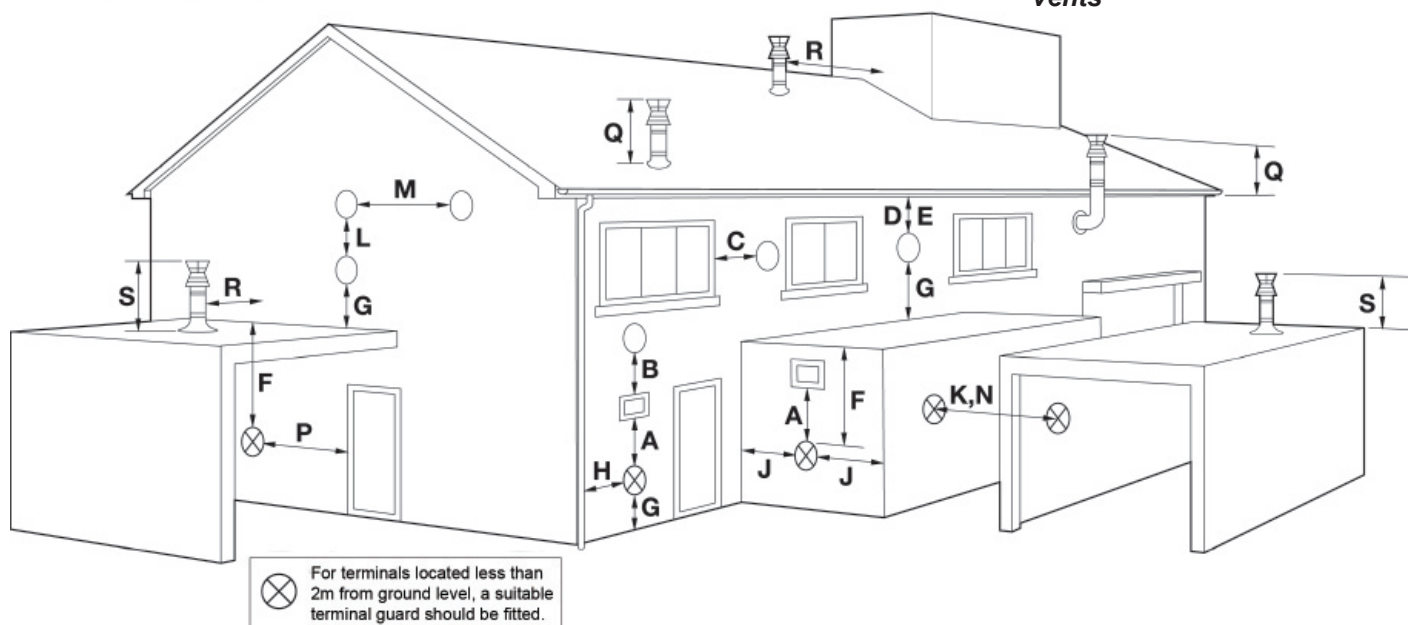 vents
R
Q
Q
M
D E
L
C
S
R
G
G
S
B
F
F
K,N
A
A
P
H
J
J
G
For terminals located less than
2m from ground level, a suitable
terminal guard should be fitted.